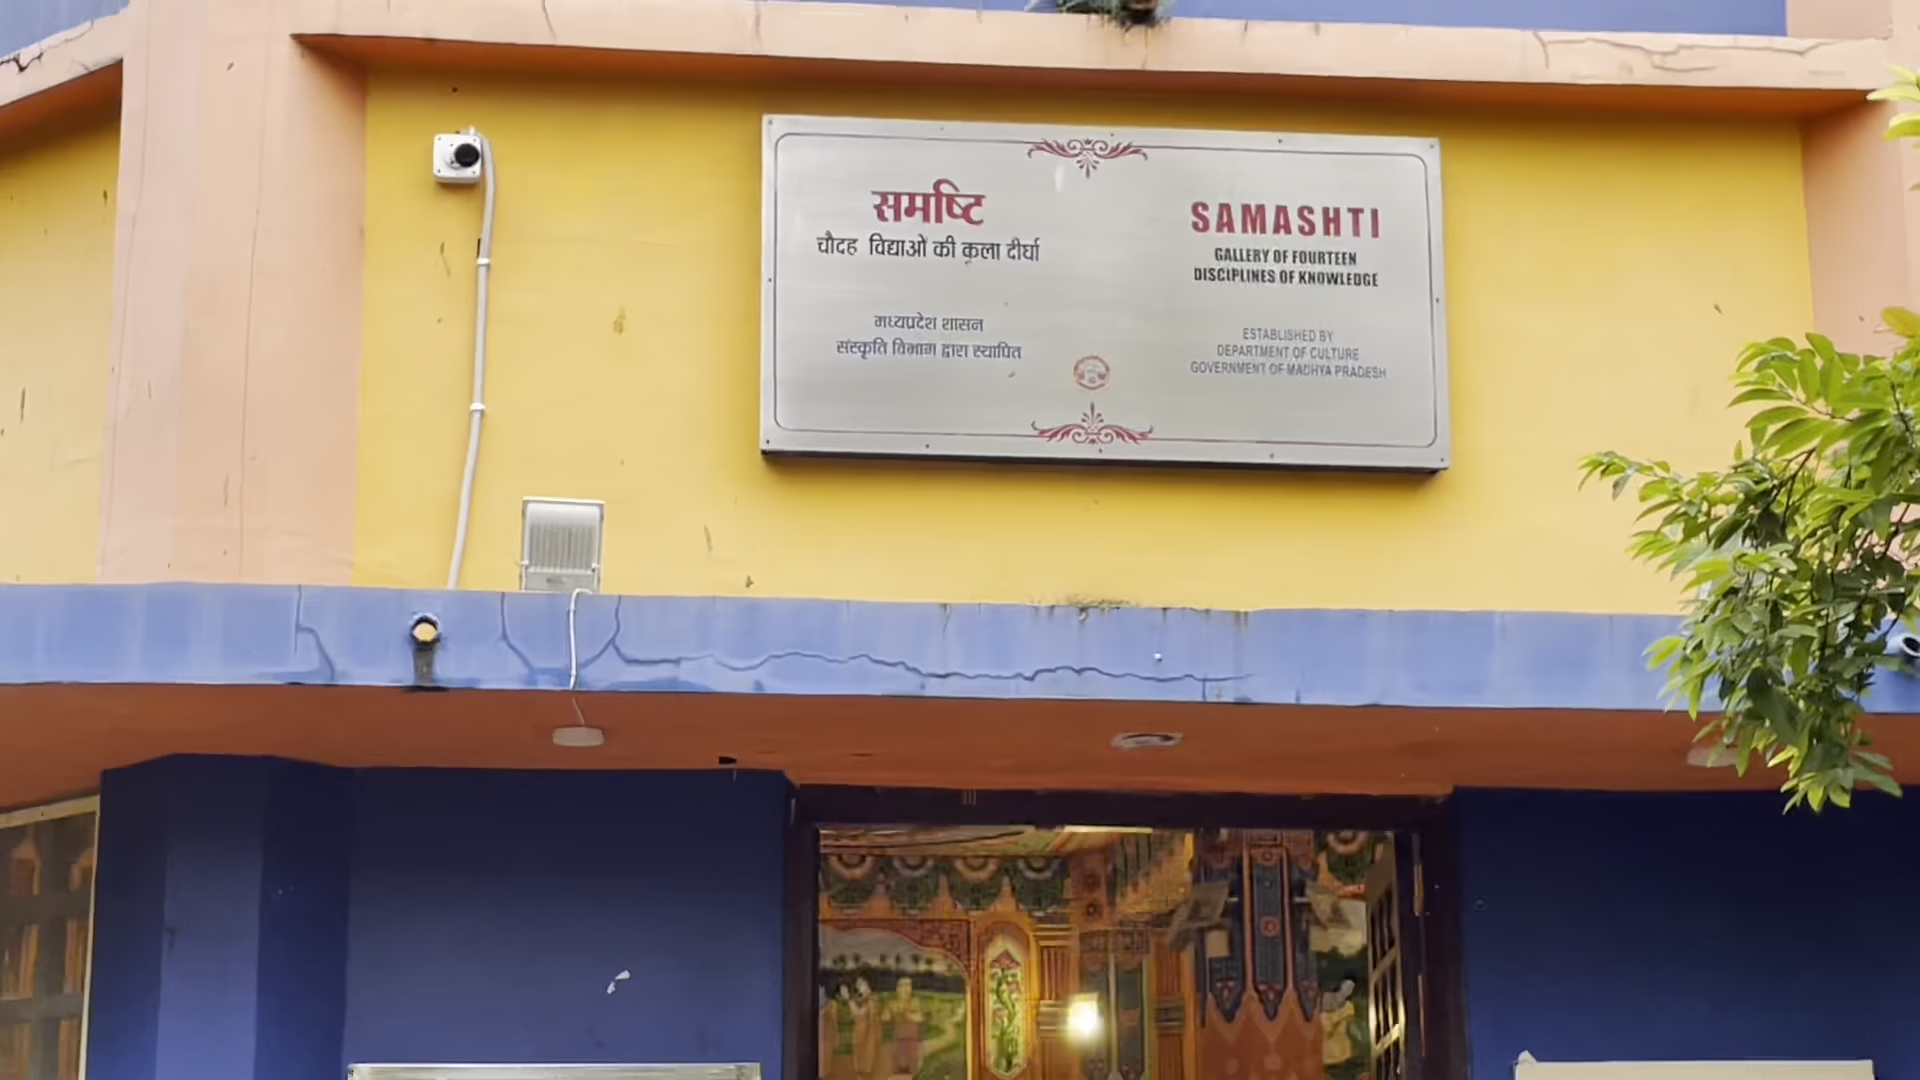 समष्टि
चौदह विद्याओं की कला दीर्घा
मध्यप्रदेश शासन
संस्कृति विभाग द्वारा स्थापित
SAMASHTI
GALLERY OF FOURTEEN
DISCIPLINES OF KNOWLEDGE
ESTABLISHED BY
DEPARTMENT OF CULTURE
GOVERNMENT OF MADHYA PRADESH